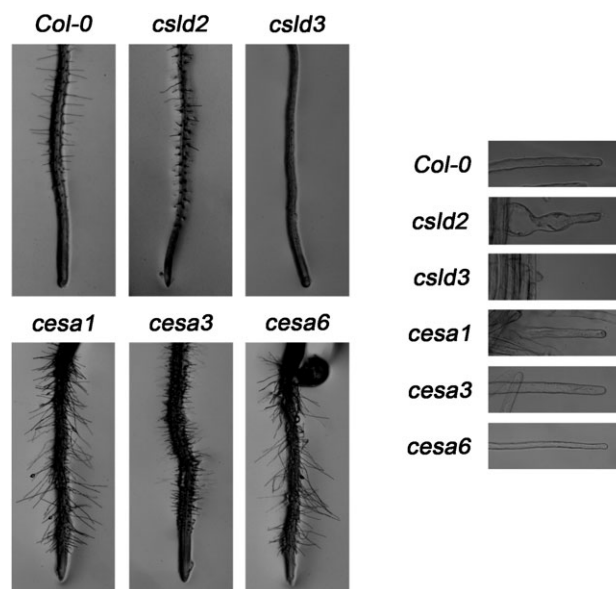 Col-0 csld2 csld3
cesa1 cesa3 cesa6
Col-0
csld2
csld3
cesa1
cesa3
cesa6